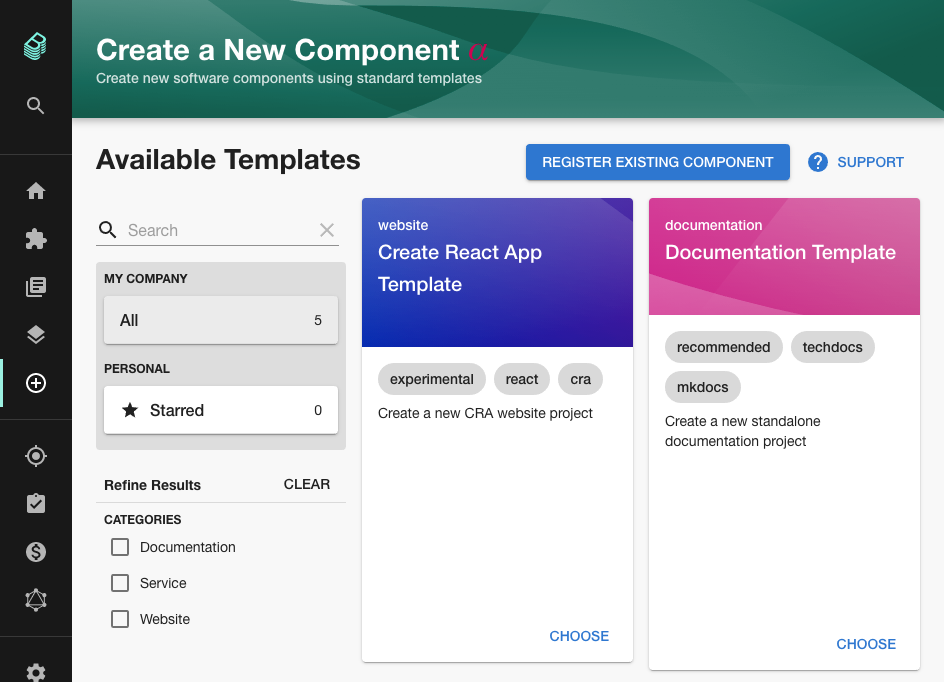 Create a New Component α
Create new software components using standard templates
Available Templates
REGISTER EXISTING COMPONENT
? SUPPORT
Search
MY COMPANY
All 5
PERSONAL
Starred 0
Refine Results CLEAR
CATEGORIES
Documentation
Service
Website
website
Create React App
Template
experimental react cra
Create a new CRA website project
CHOOSE
documentation
Documentation Template
recommended techdocs
mkdocs
Create a new standalone
documentation project
CHOOSE